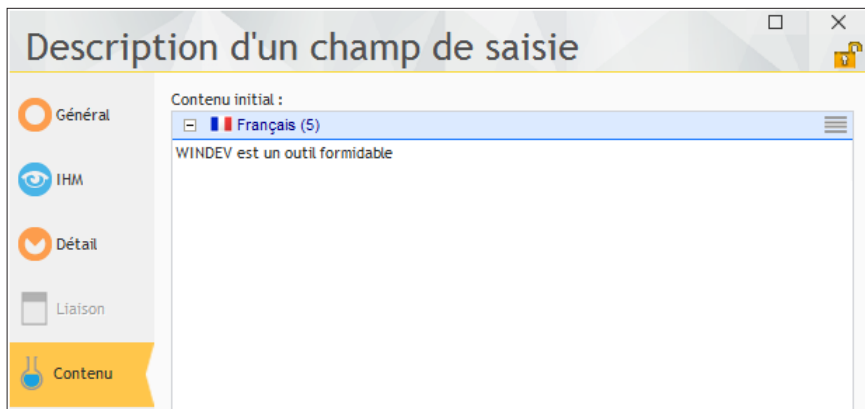 Description d'un champ de saisie
Général
IHM
Détail
Liaison
Contenu
Contenu initial :
Français (5)
WINDEV est un outil formidable